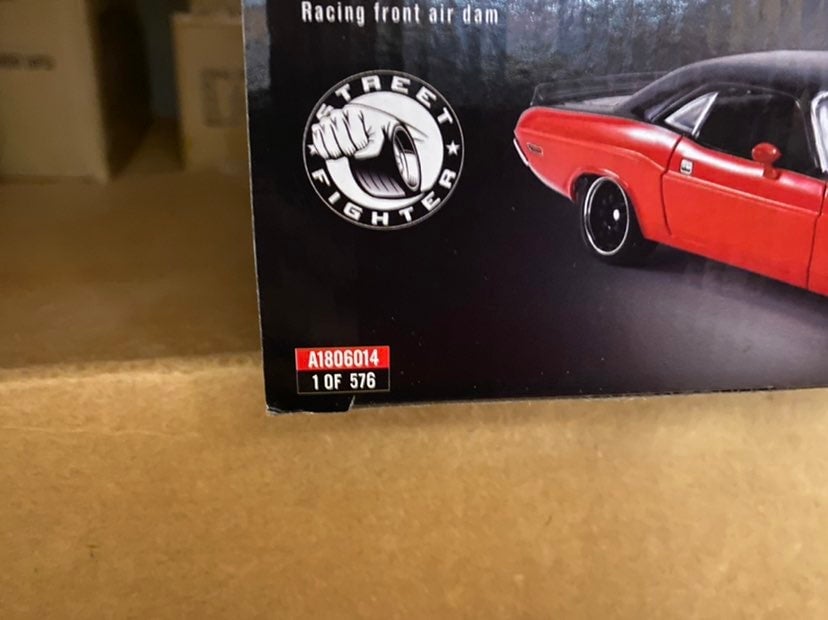 Racing front air dam
STREET
FIGHTER
A1806014
1 OF 576